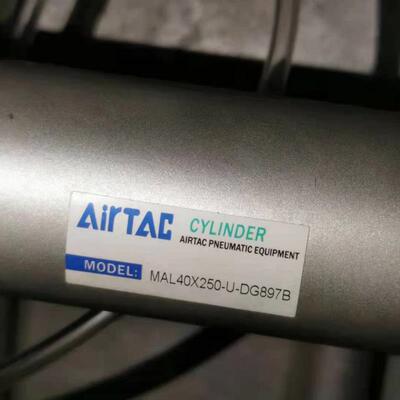 AirTAC CYLINDER
AIRTAC PNEUMATIC EQUIPMENT
MODEL: MAL40X250-U-DG897B